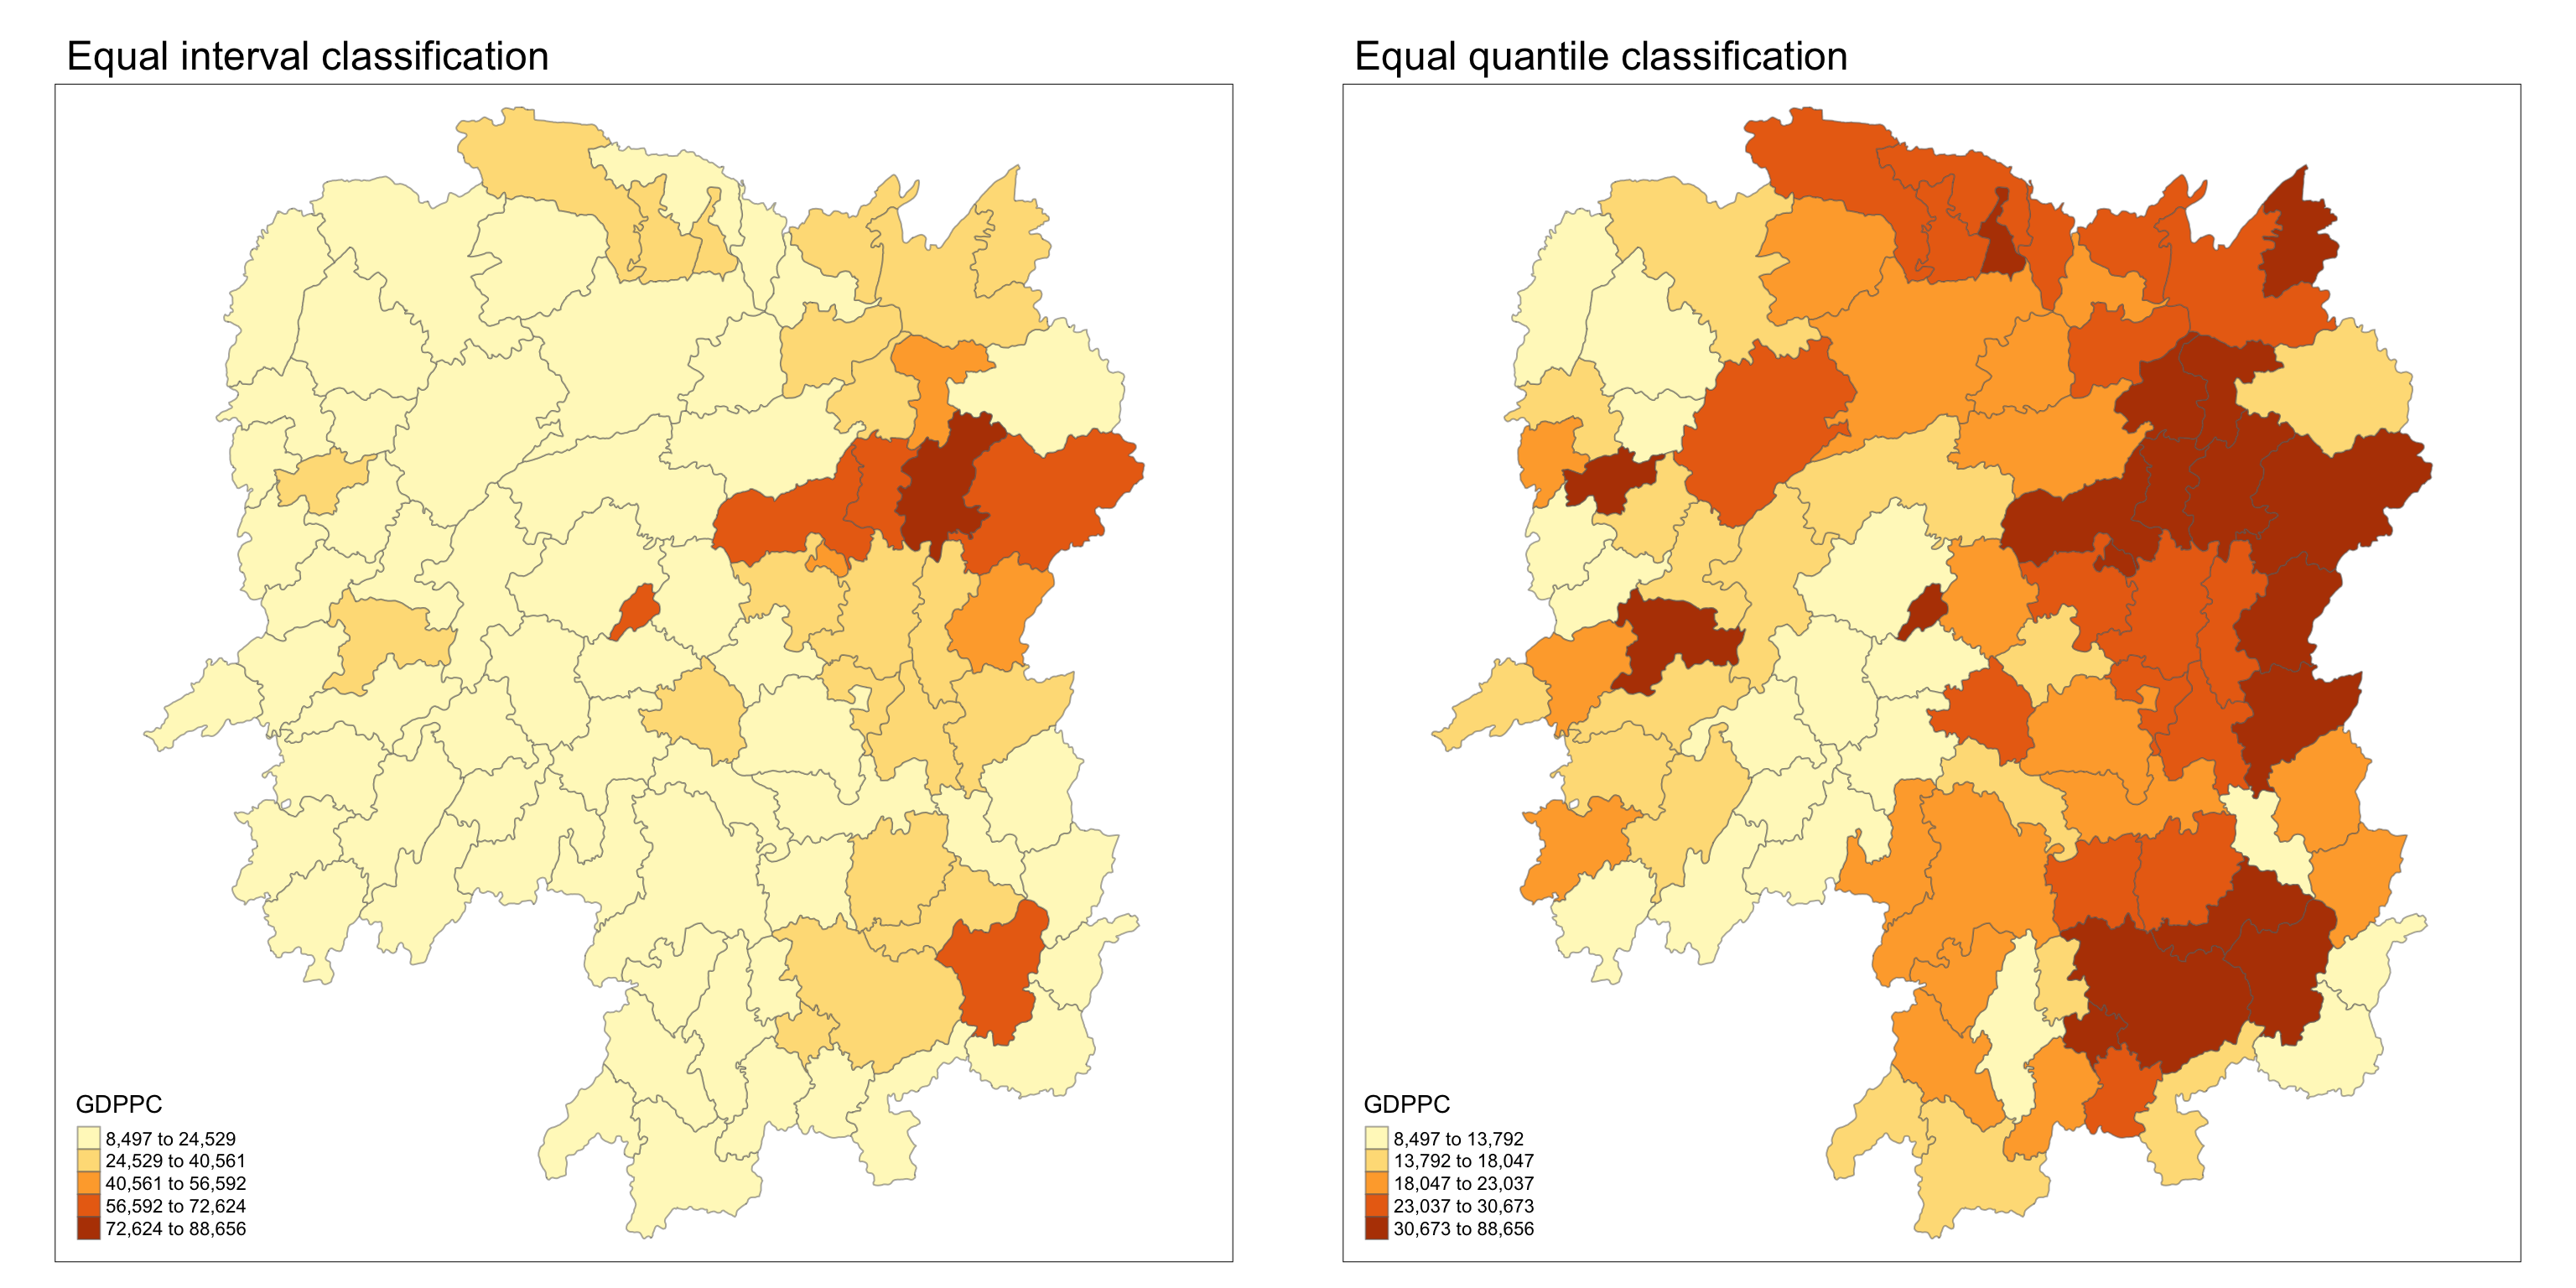 Equal interval classification
GDPPC
8,497 to 24,529
24,529 to 40,561
40,561 to 56,592
56,592 to 72,624
72,624 to 88,656
Equal quantile classification
GDPPC
8,497 to 13,792
13,792 to 18,047
18,047 to 23,037
23,037 to 30,673
30,673 to 88,656